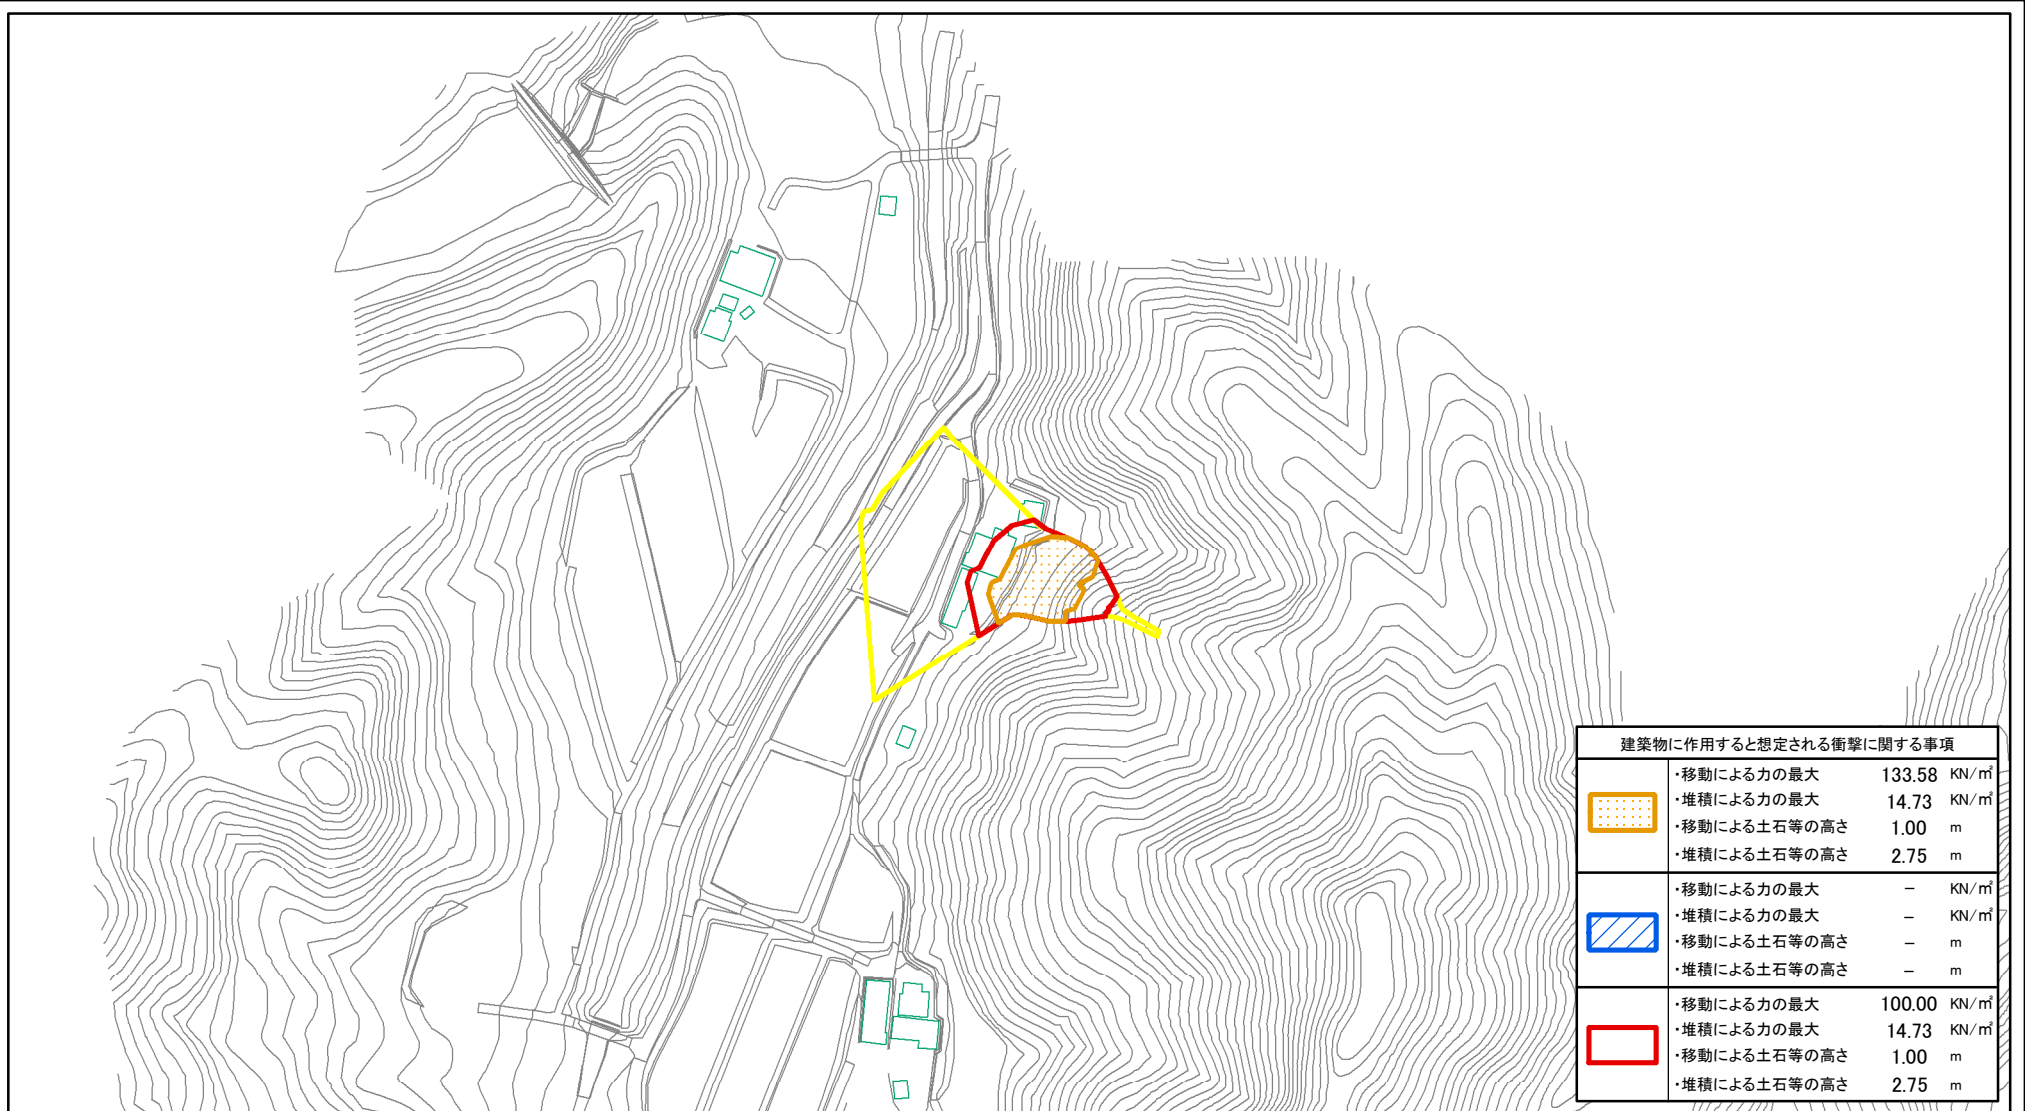 建築物に作用すると想定される衝撃に関する事項
・移動による力の最大 133.58 KN/㎡
・堆積による力の最大 14.73 KN/㎡
・移動による土石等の高さ 1.00 m
・堆積による土石等の高さ 2.75 m
・移動による力の最大 － KN/㎡
・堆積による力の最大 － KN/㎡
・移動による土石等の高さ － m
・堆積による土石等の高さ － m
・移動による力の最大 100.00 KN/㎡
・堆積による力の最大 14.73 KN/㎡
・移動による土石等の高さ 1.00 m
・堆積による土石等の高さ 2.75 m